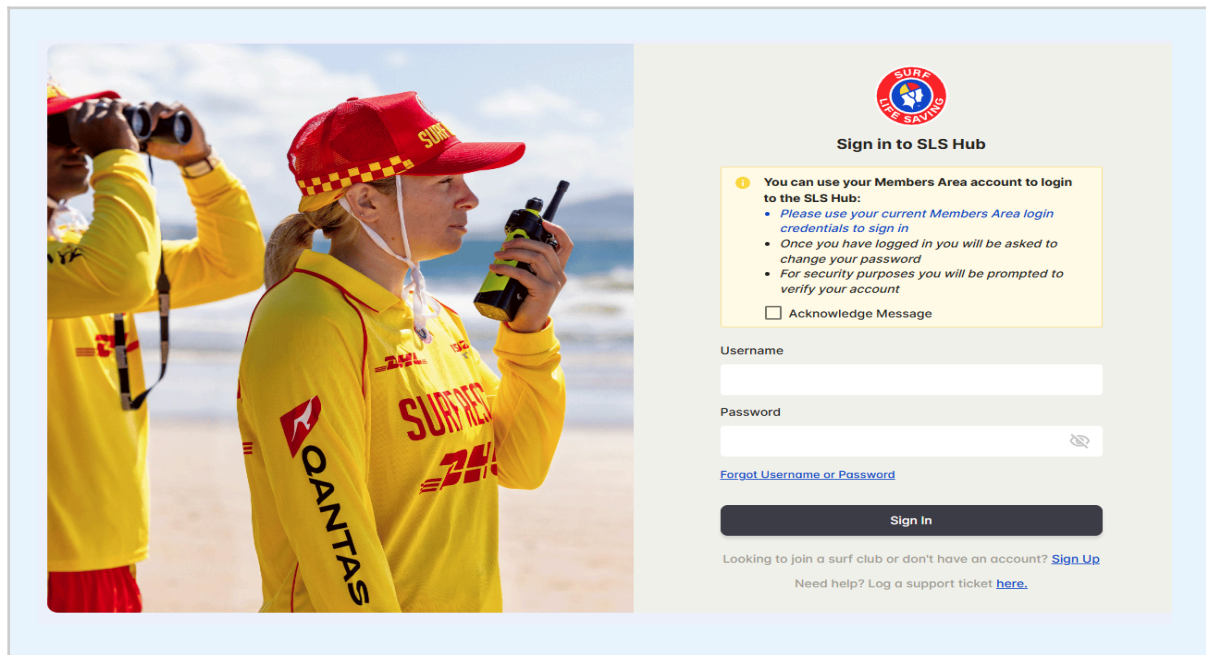 SURF
LIFE SAVING
Sign in to SLS Hub
You can use your Members Area account to login
to the SLS Hub:
Please use your current Members Area login
credentials to sign in
Once you have logged in you will be asked to
change your password
For security purposes you will be prompted to
verify your account
Acknowledge Message
Username
Password
Forgot Username or Password
Sign In
Looking to join a surf club or don't have an account? Sign Up
Need help? Log a support ticket here.
DHL
QANTAS